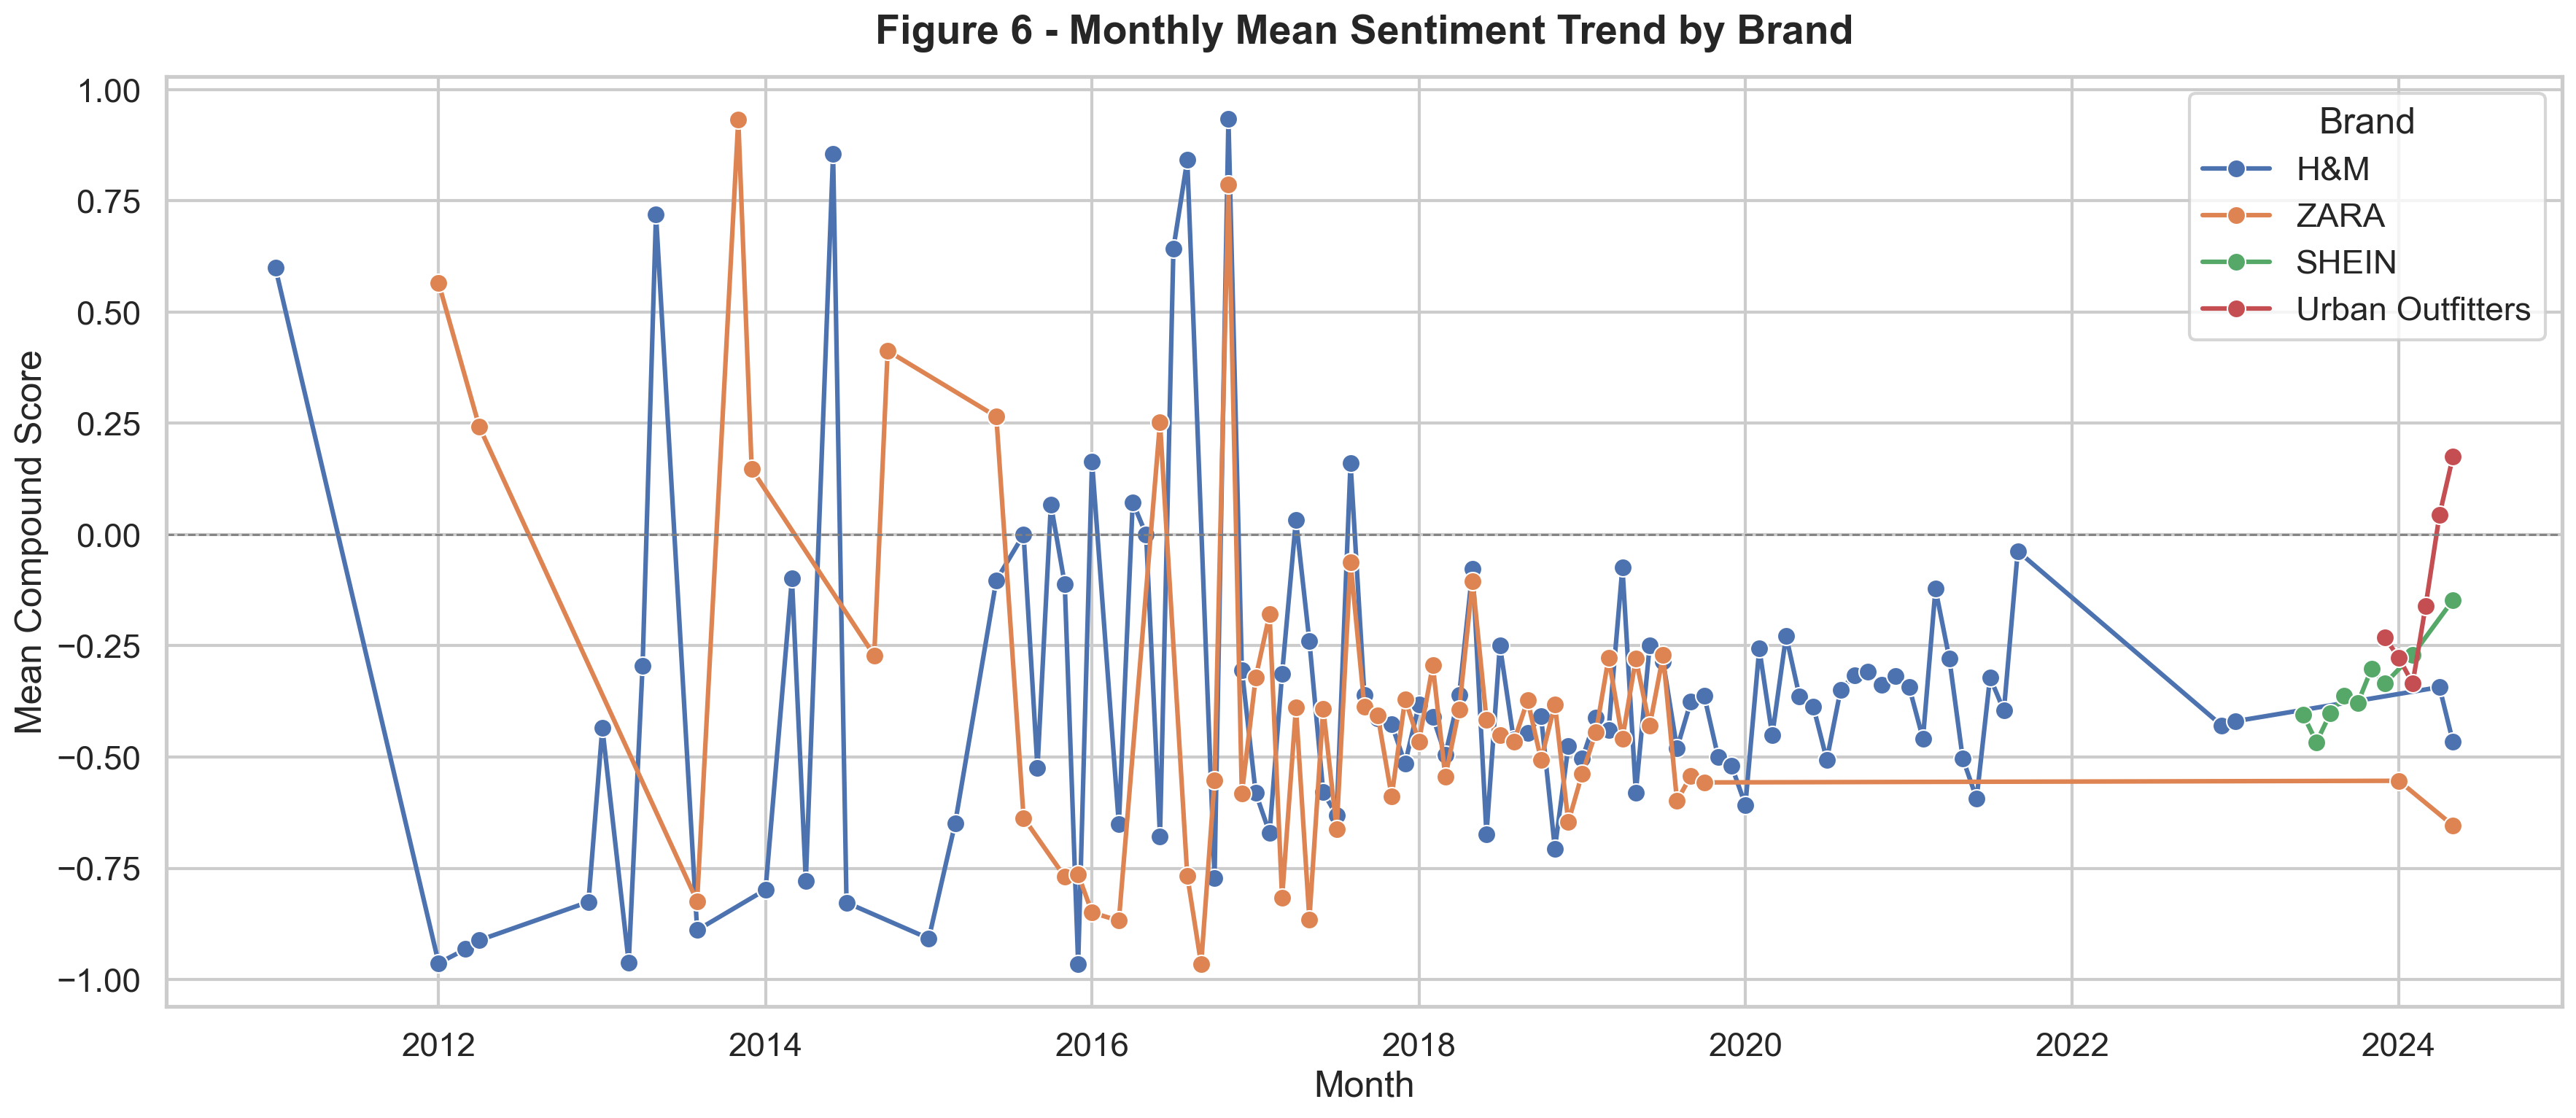 Figure 6 - Monthly Mean Sentiment Trend by Brand
Mean Compound Score
1.00
0.75
0.50
0.25
0.00
−0.25
−0.50
−0.75
−1.00
Brand
H&M
ZARA
SHEIN
Urban Outfitters
2012 2014 2016 2018 2020 2022 2024
Month